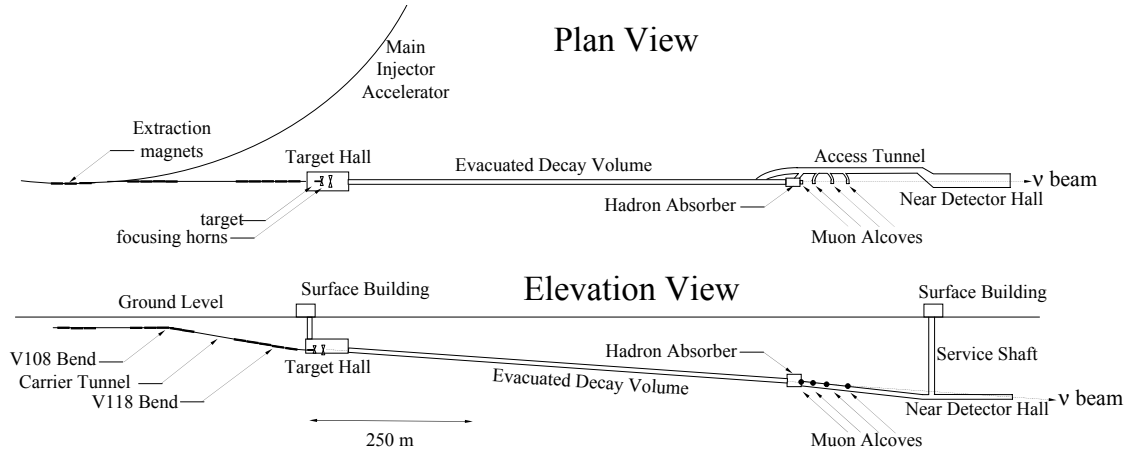 Plan View
Main
Injector
Accelerator
Extraction
magnets
Target Hall
Evacuated Decay Volume
Access Tunnel
ν beam
Hadron Absorber
Near Detector Hall
target
focusing horns
Muon Alcoves
Elevation View
Surface Building
Surface Building
Ground Level
V108 Bend
Carrier Tunnel
V118 Bend
Target Hall
Hadron Absorber
Service Shaft
Evacuated Decay Volume
ν beam
Near Detector Hall
Muon Alcoves
250 m